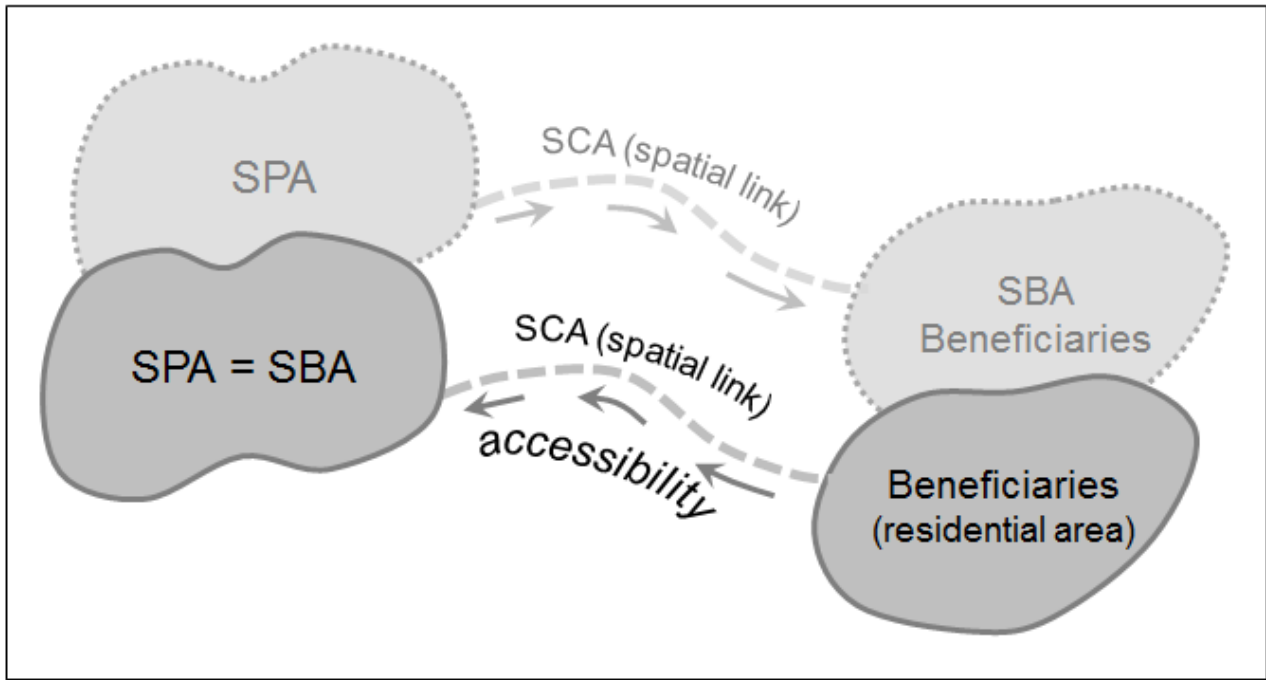 SPA
SCA (spatial link)
SBA
Beneficiaries
SPA = SBA
SCA (spatial link)
accessibility
Beneficiaries
(residential area)